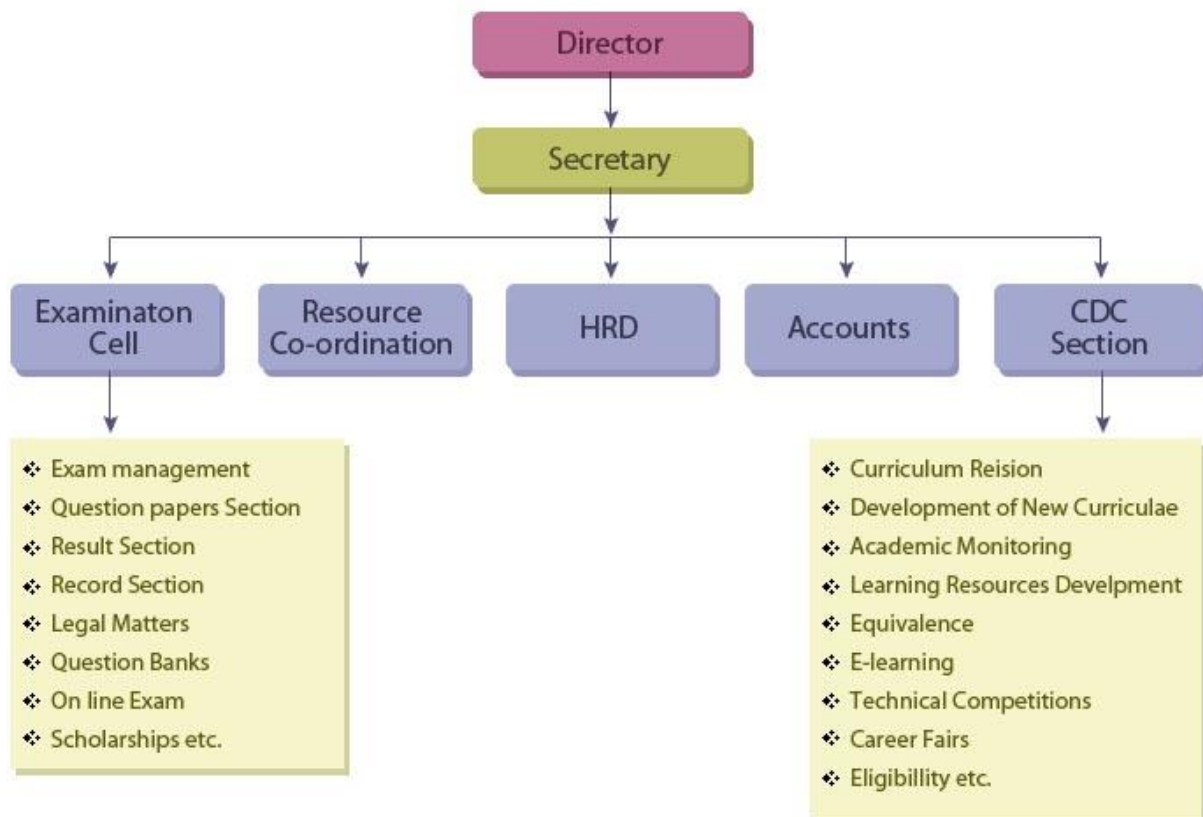 Director
Secretary
Examinaton
Cell
Resource
Co-ordination
HRD
Accounts
CDC
Section
Exam management
Question papers Section
Result Section
Record Section
Legal Matters
Question Banks
On line Exam
Scholarships etc.
Curriculum Reision
Development of New Curriculae
Academic Monitoring
Learning Resources Develpment
Equivalence
E-learning
Technical Competitions
Career Fairs
Eligibillity etc.